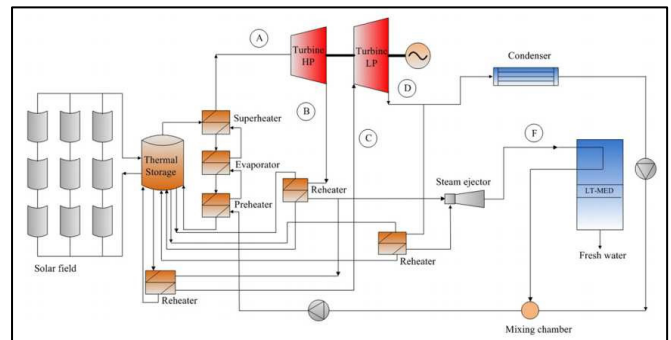 A
Turbine
HP
Turbine
LP
D
Condenser
B
C
F
Superheater
Thermal
Storage
Evaporator
Preheater
Reheater
Steam ejector
LT-MED
Solar field
Reheater
Reheater
Fresh water
Mixing chamber